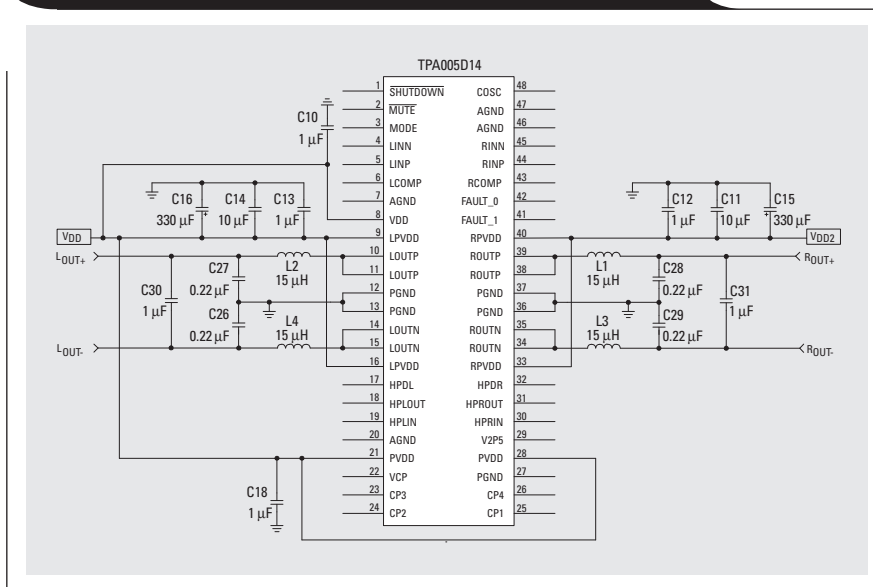 TPA005D14
1 SHUTDOWN COSC 48
2 MUTE AGND 47
3 MODE AGND 46
4 LINN RINN 45
5 LINP RINP 44
6 LCOMP RCOMP 43
7 AGND FAULT_0 42
8 VDD FAULT_1 41
9 LPVDD RPVDD 40
10 LOUTP ROUTP 39
11 LOUTP ROUTP 38
12 PGND PGND 37
13 PGND PGND 36
14 LOUTN ROUTN 35
15 LOUTN ROUTN 34
16 LPVDD RPVDD 33
17 HPDL HPDR 32
18 HPLOUT HPROUT 31
19 HPLIN HPRIN 30
20 AGND V2P5 29
21 PVDD PVDD 28
22 VCP PGND 27
23 CP3 CP4 26
24 CP2 CP1 25
C10
1 µF
C16
330 µF
+
C14
10 µF
C13
1 µF
C12
1 µF
C11
10 µF
C15
330 µF
+
VDD
VDD2
LOUT+
ROUT+
C30
1 µF
C27
0.22 µF
C26
0.22 µF
L2
15 µH
L4
15 µH
L1
15 µH
L3
15 µH
C28
0.22 µF
C29
0.22 µF
C31
1 µF
LOUT-
ROUT-
C18
1 µF